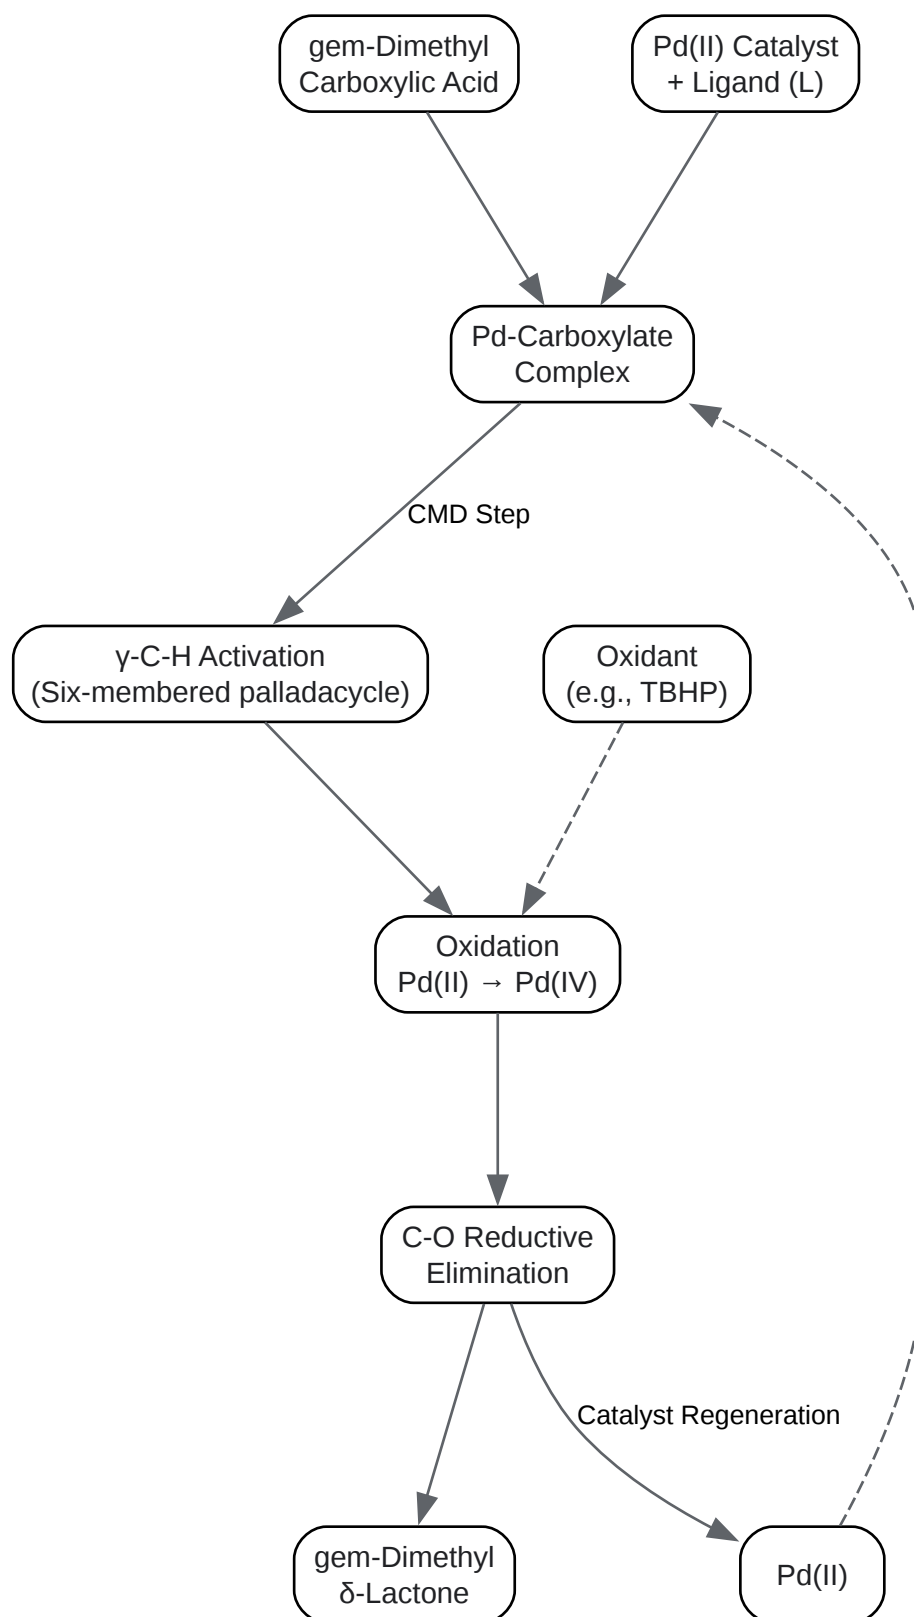 gem-Dimethyl
Carboxylic Acid
Pd(II) Catalyst
+ Ligand (L)
Pd-Carboxylate
Complex
CMD Step
γ-C-H Activation
(Six-membered palladacycle)
Oxidant
(e.g., TBHP)
Oxidation
Pd(II) → Pd(IV)
C-O Reductive
Elimination
Catalyst Regeneration
gem-Dimethyl
δ-Lactone
Pd(II)